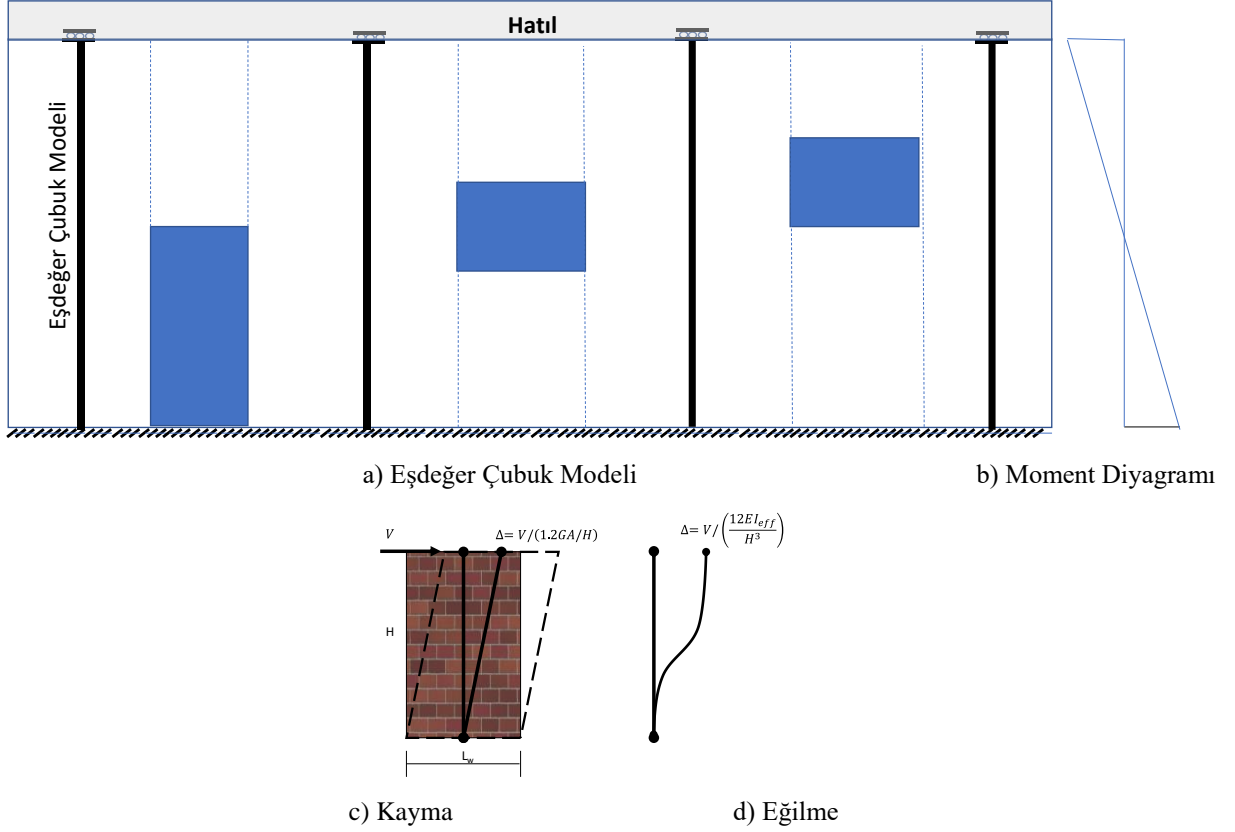 Hatıl
Eşdeğer Çubuk Modeli
a) Eşdeğer Çubuk Modeli
b) Moment Diyagramı
V
Δ= V/(1.2GA/H)
Δ= V/(12EI_eff/H³)
H
L_w
c) Kayma
d) Eğilme